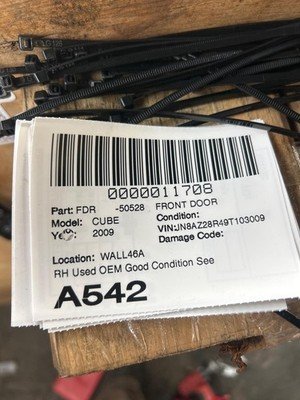 0000011708
Part: FDR -50528 FRONT DOOR
Model: CUBE Condition:
Year: 2009 VIN:JN8AZ28R49T103009
Damage Code:
Location: WALL46A
RH Used OEM Good Condition See
A542